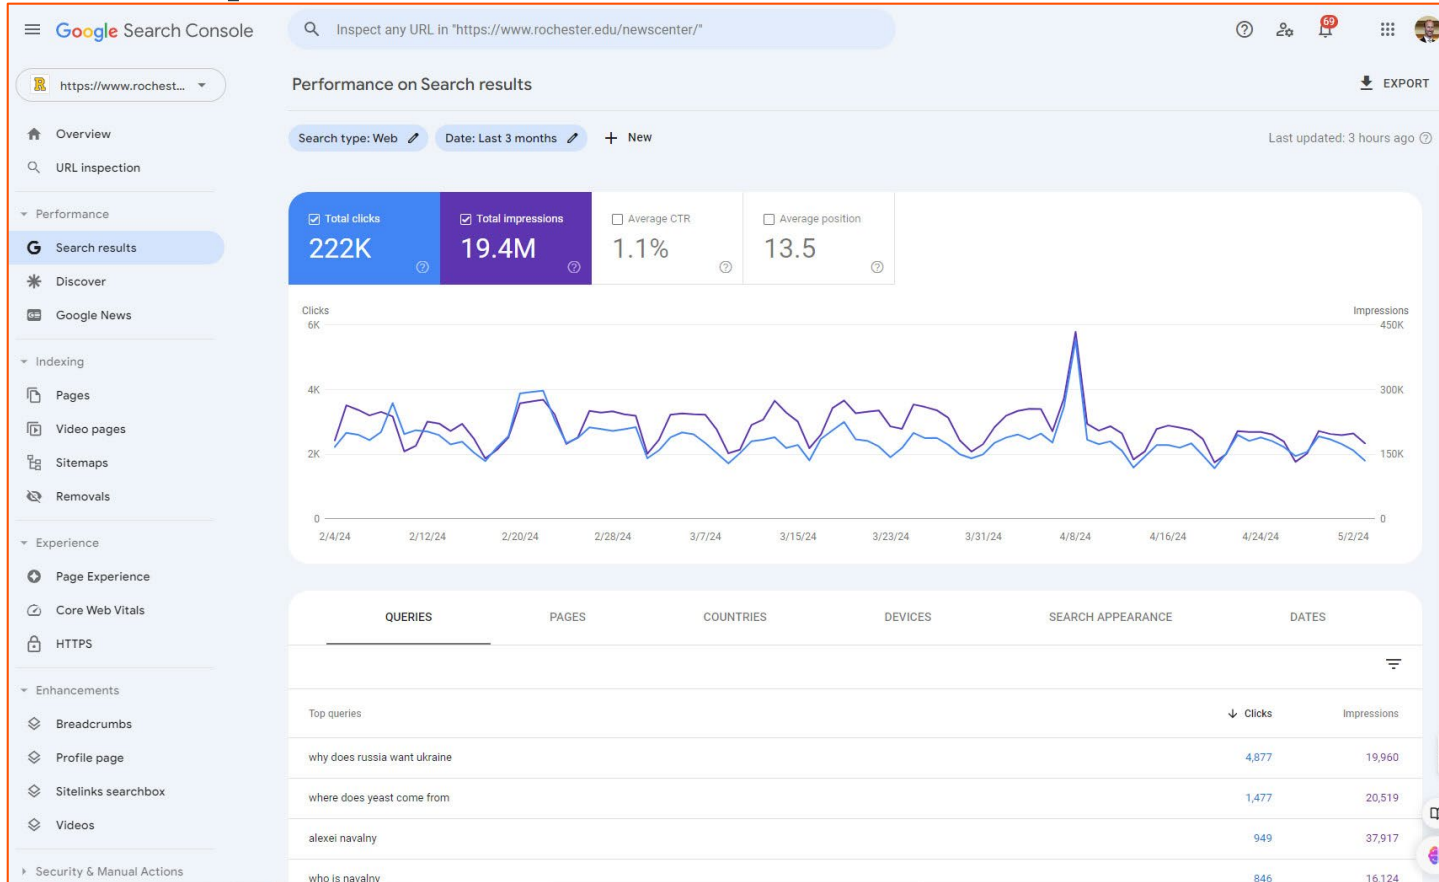 Google Search Console
Inspect any URL in "https://www.rochester.edu/newscenter/"
69
R
https://www.rochest...
Performance on Search results
EXPORT
Overview
URL inspection
Search type: Web
Date: Last 3 months
+ New
Last updated: 3 hours ago
Performance
Search results
Discover
Google News
Total clicks
222K
Total impressions
19.4M
Average CTR
1.1%
Average position
13.5
Clicks
Impressions
6K
450K
4K
300K
2K
150K
0
0
2/4/24 2/12/24 2/20/24 2/28/24 3/7/24 3/15/24 3/23/24 3/31/24 4/8/24 4/16/24 4/24/24 5/2/24
Indexing
Pages
Video pages
Sitemaps
Removals
Experience
Page Experience
Core Web Vitals
HTTPS
Enhancements
Breadcrumbs
Profile page
Sitelinks searchbox
Videos
Security & Manual Actions
QUERIES PAGES COUNTRIES DEVICES SEARCH APPEARANCE DATES
Top queries Clicks Impressions
why does russia want ukraine 4,877 19,960
where does yeast come from 1,477 20,519
alexei navalny 949 37,917
who is navalny 846 16,124